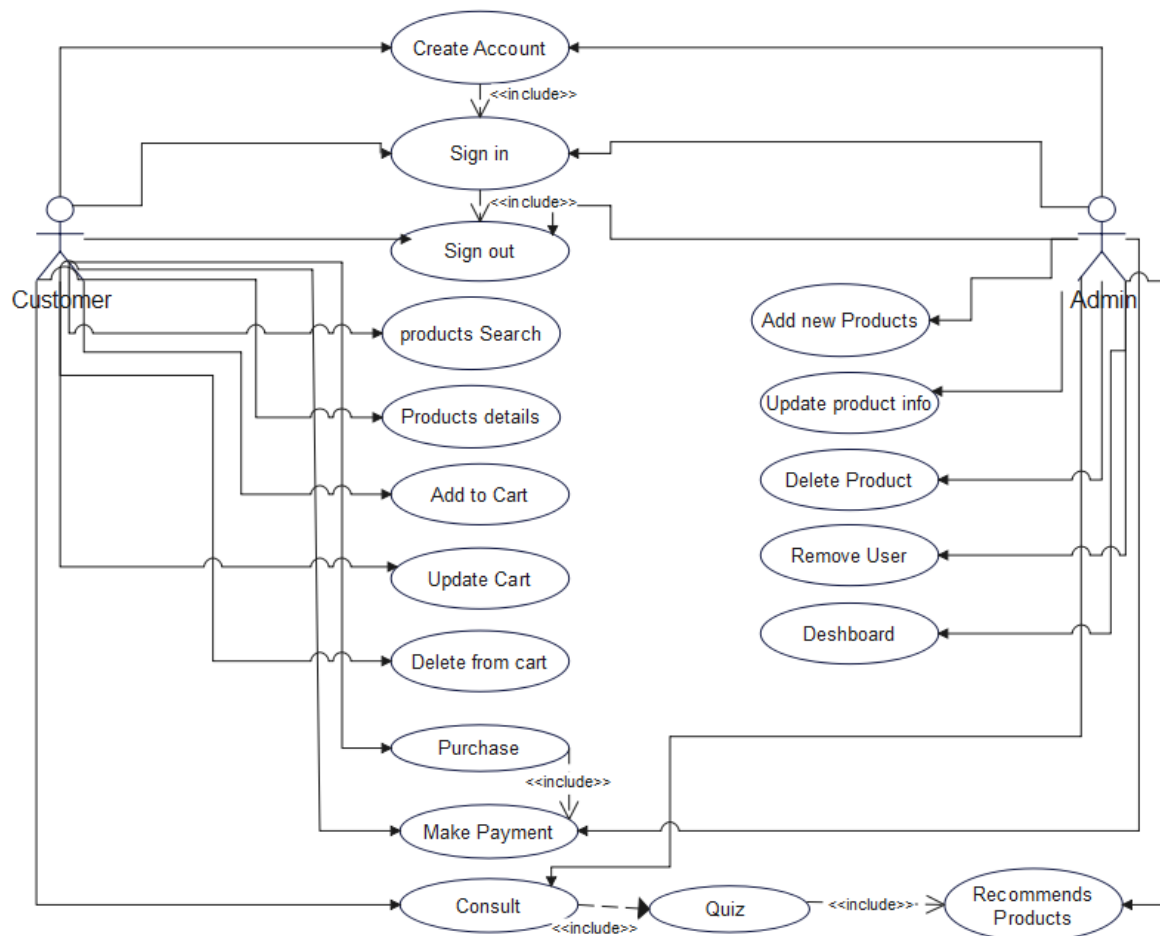 Create Account
<<include>>
Sign in
<<include>>
Sign out
Customer
Admin
products Search
Add new Products
Products details
Update product info
Add to Cart
Delete Product
Update Cart
Remove User
Delete from cart
Deshboard
Purchase
<<include>>
Make Payment
Consult
<<include>>
Quiz
<<include>>
Recommends
Products